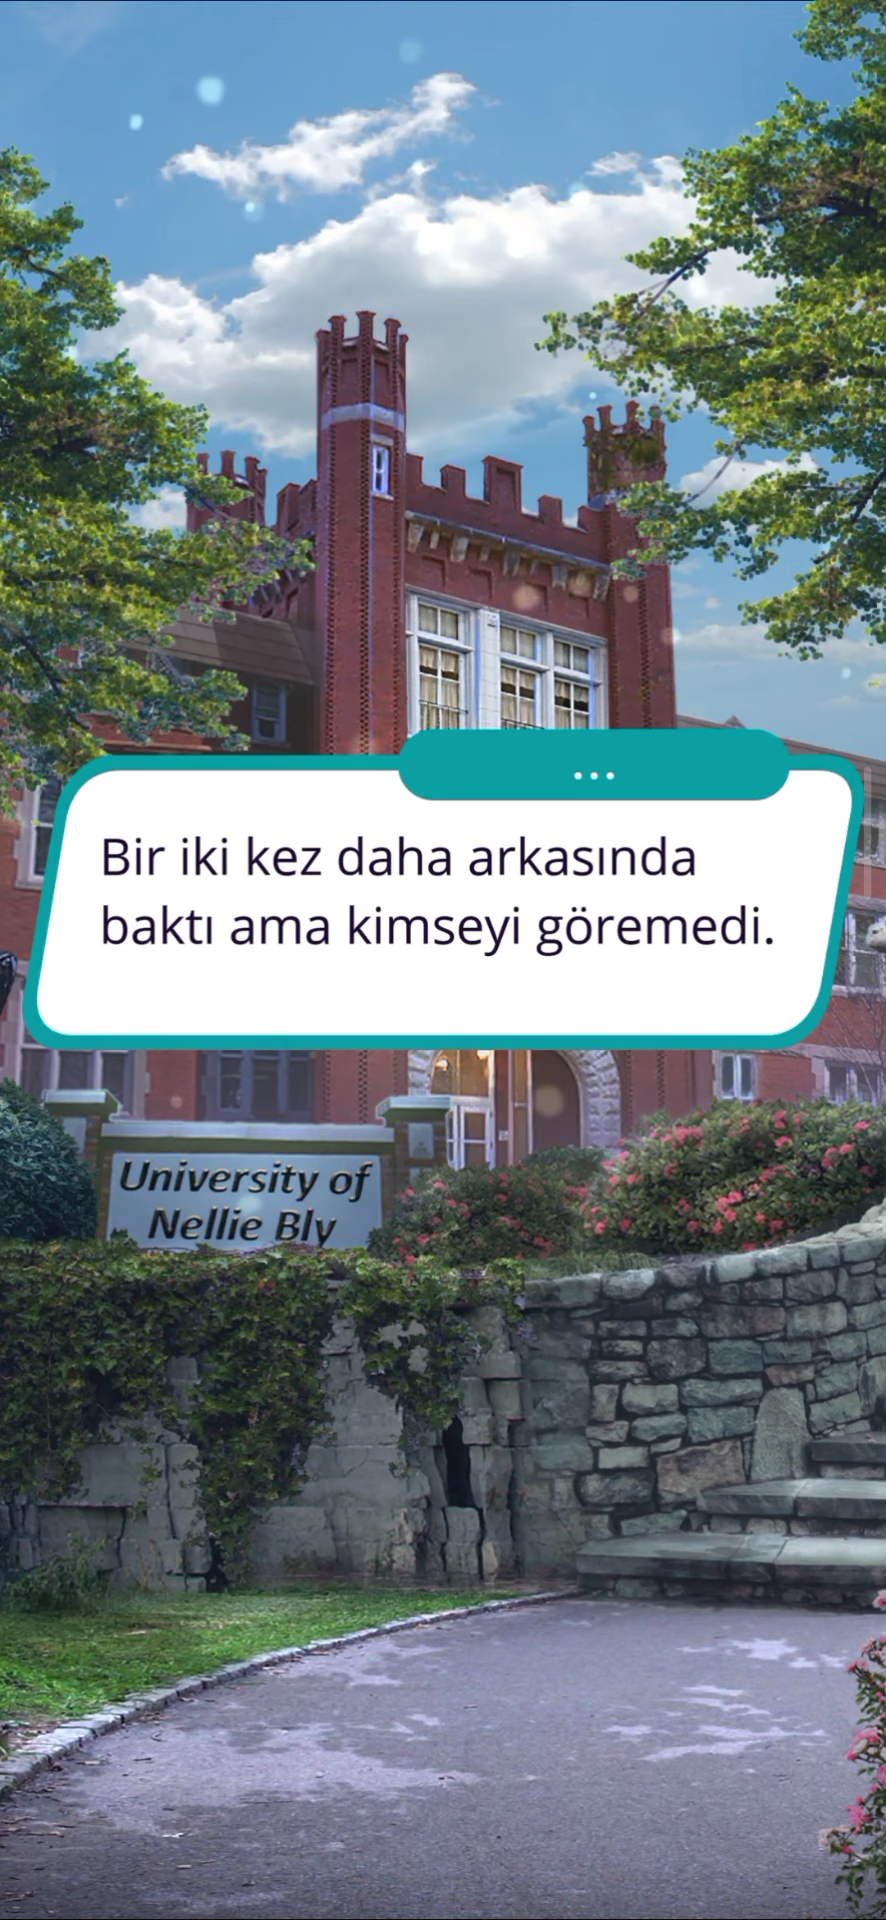 ...
Bir iki kez daha arkasında
baktı ama kimseyi göremedi.
University of
Nellie Bly